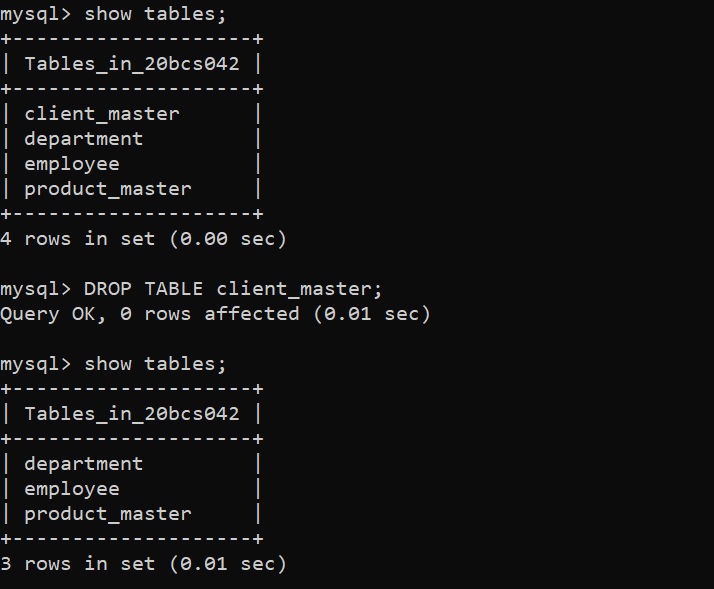 mysql> show tables;
+--------------------+
| Tables_in_20bcs042 |
+--------------------+
| client_master      |
| department         |
| employee           |
| product_master     |
+--------------------+
4 rows in set (0.00 sec)

mysql> DROP TABLE client_master;
Query OK, 0 rows affected (0.01 sec)

mysql> show tables;
+--------------------+
| Tables_in_20bcs042 |
+--------------------+
| department         |
| employee           |
| product_master     |
+--------------------+
3 rows in set (0.01 sec)